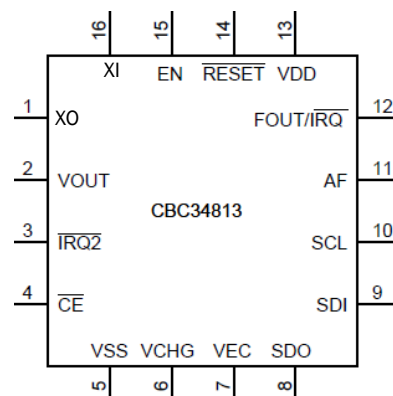 16 15 14 13
XI EN RESET VDD
1 XO FOUT/IRQ 12
2 VOUT AF 11
CBC34813
3 IRQ2 SCL 10
4 CE SDI 9
VSS VCHG VEC SDO
5 6 7 8